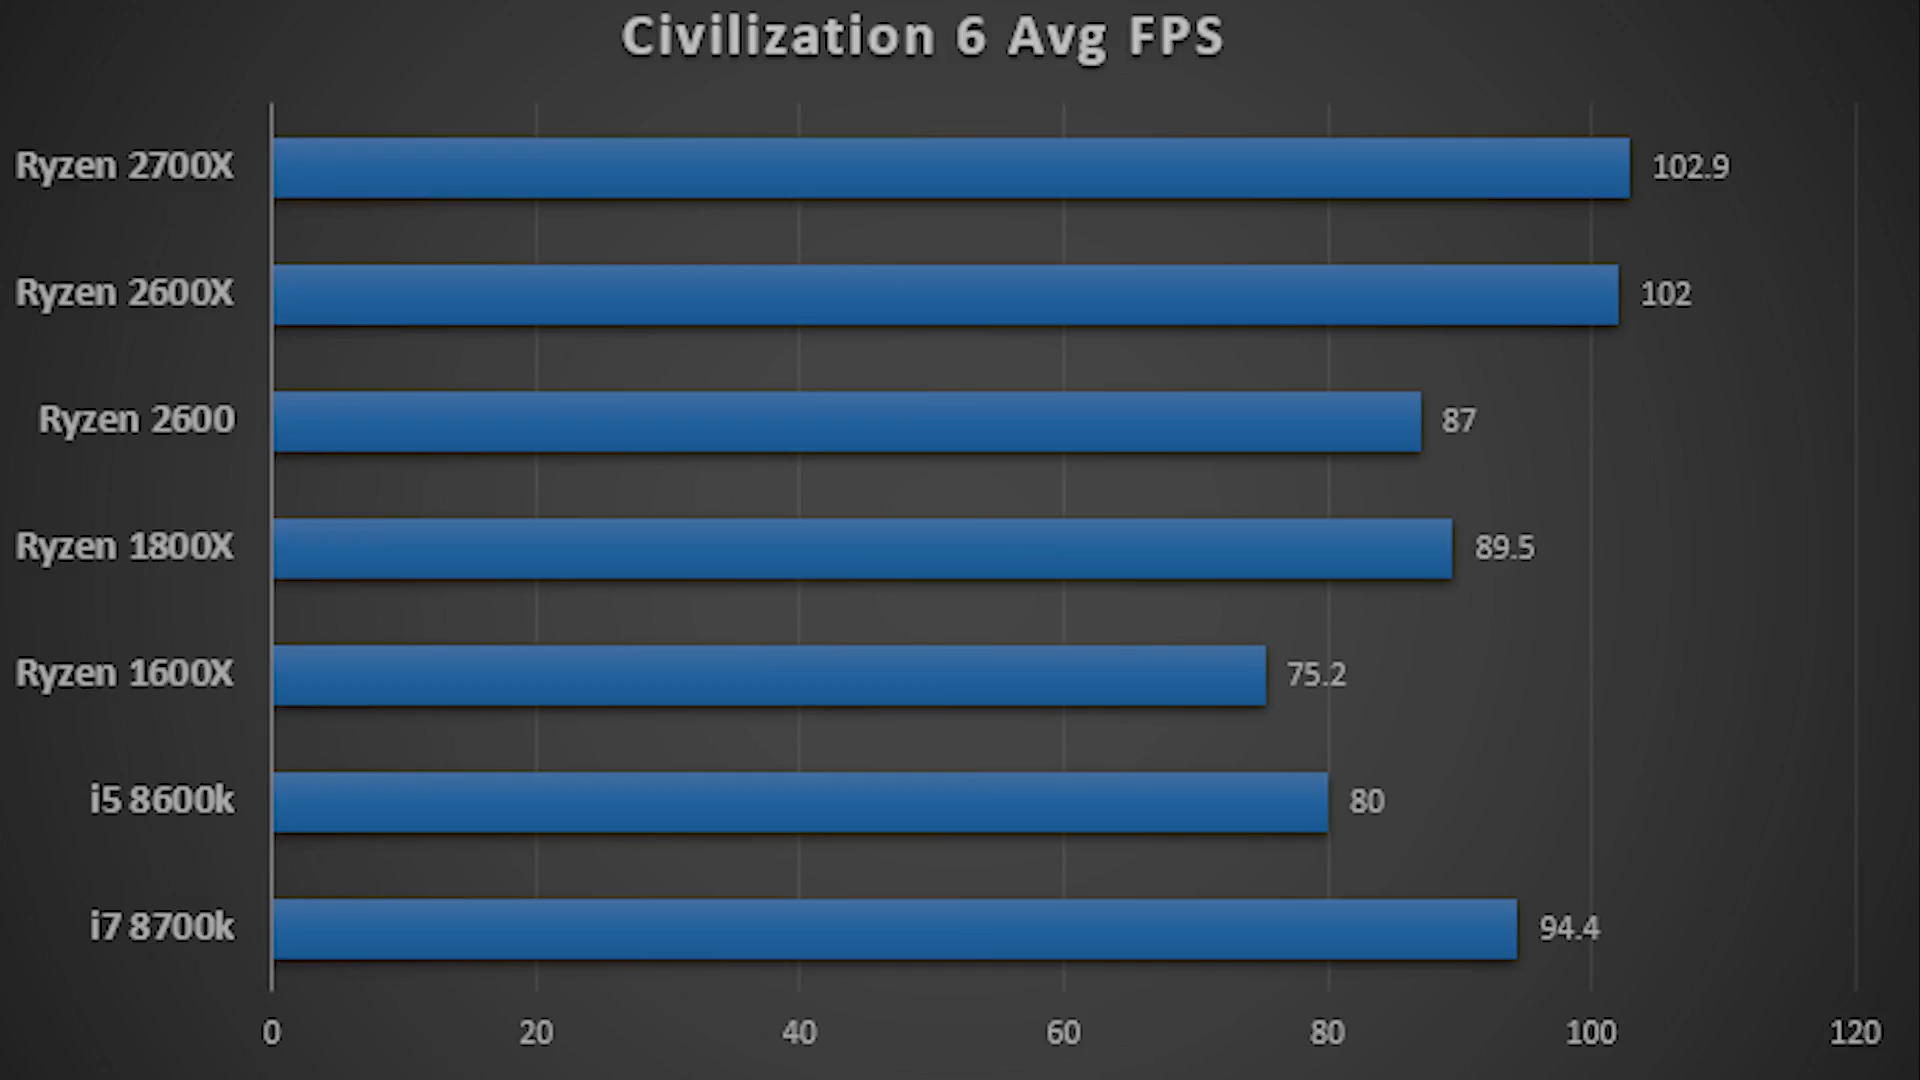 Civilization 6 Avg FPS
Ryzen 2700X 102.9
Ryzen 2600X 102
Ryzen 2600 87
Ryzen 1800X 89.5
Ryzen 1600X 75.2
i5 8600k 80
i7 8700k 94.4
0 20 40 60 80 100 120